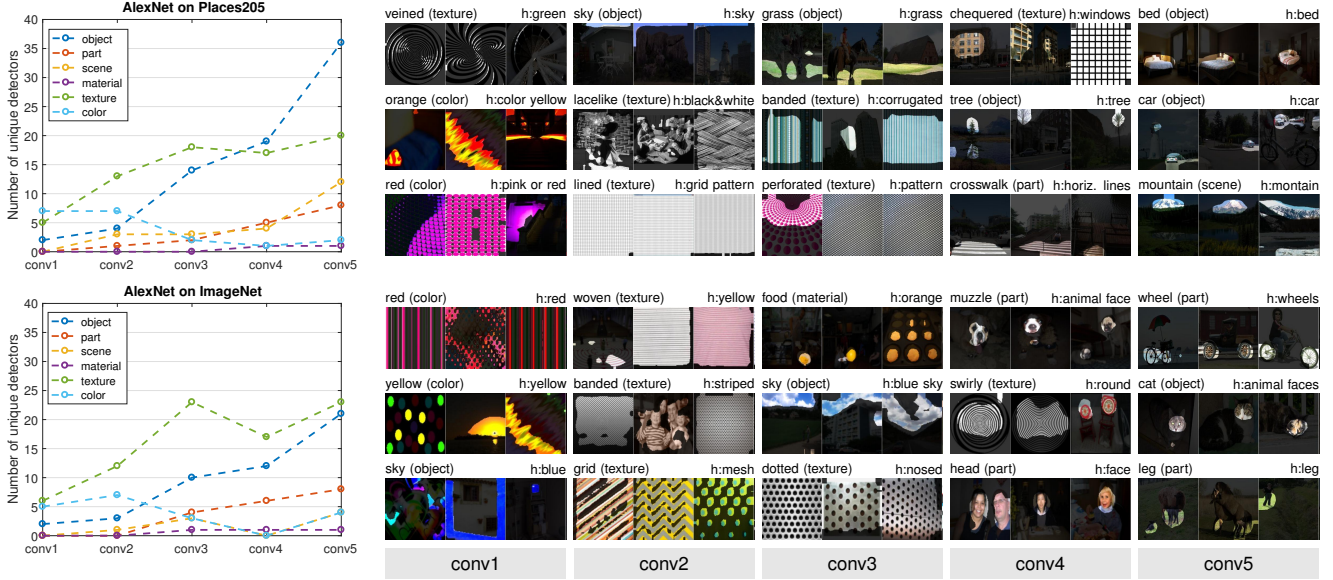 AlexNet on Places205
Number of unique detectors
40
35
30
25
20
15
10
5
0
object
part
scene
material
texture
color
conv1 conv2 conv3 conv4 conv5
veined (texture) h:green
sky (object) h:sky
grass (object) h:grass
chequered (texture) h:windows
bed (object) h:bed
orange (color) h:color yellow
lacelike (texture) h:black&white
banded (texture) h:corrugated
tree (object) h:tree
car (object) h:car
red (color) h:pink or red
lined (texture) h:grid pattern
perforated (texture) h:pattern
crosswalk (part) h:horiz. lines
mountain (scene) h:montain
AlexNet on ImageNet
Number of unique detectors
40
35
30
25
20
15
10
5
0
object
part
scene
material
texture
color
conv1 conv2 conv3 conv4 conv5
red (color) h:red
woven (texture) h:yellow
food (material) h:orange
muzzle (part) h:animal face
wheel (part) h:wheels
yellow (color) h:yellow
banded (texture) h:striped
sky (object) h:blue sky
swirly (texture) h:round
cat (object) h:animal faces
sky (object) h:blue
grid (texture) h:mesh
dotted (texture) h:nosed
head (part) h:face
leg (part) h:leg
conv1 conv2 conv3 conv4 conv5